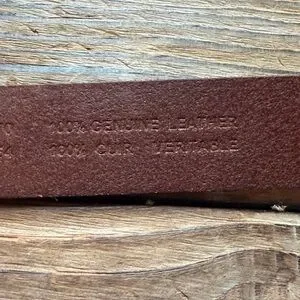 100% GENUINE LEATHER
100% CUIR VERITABLE